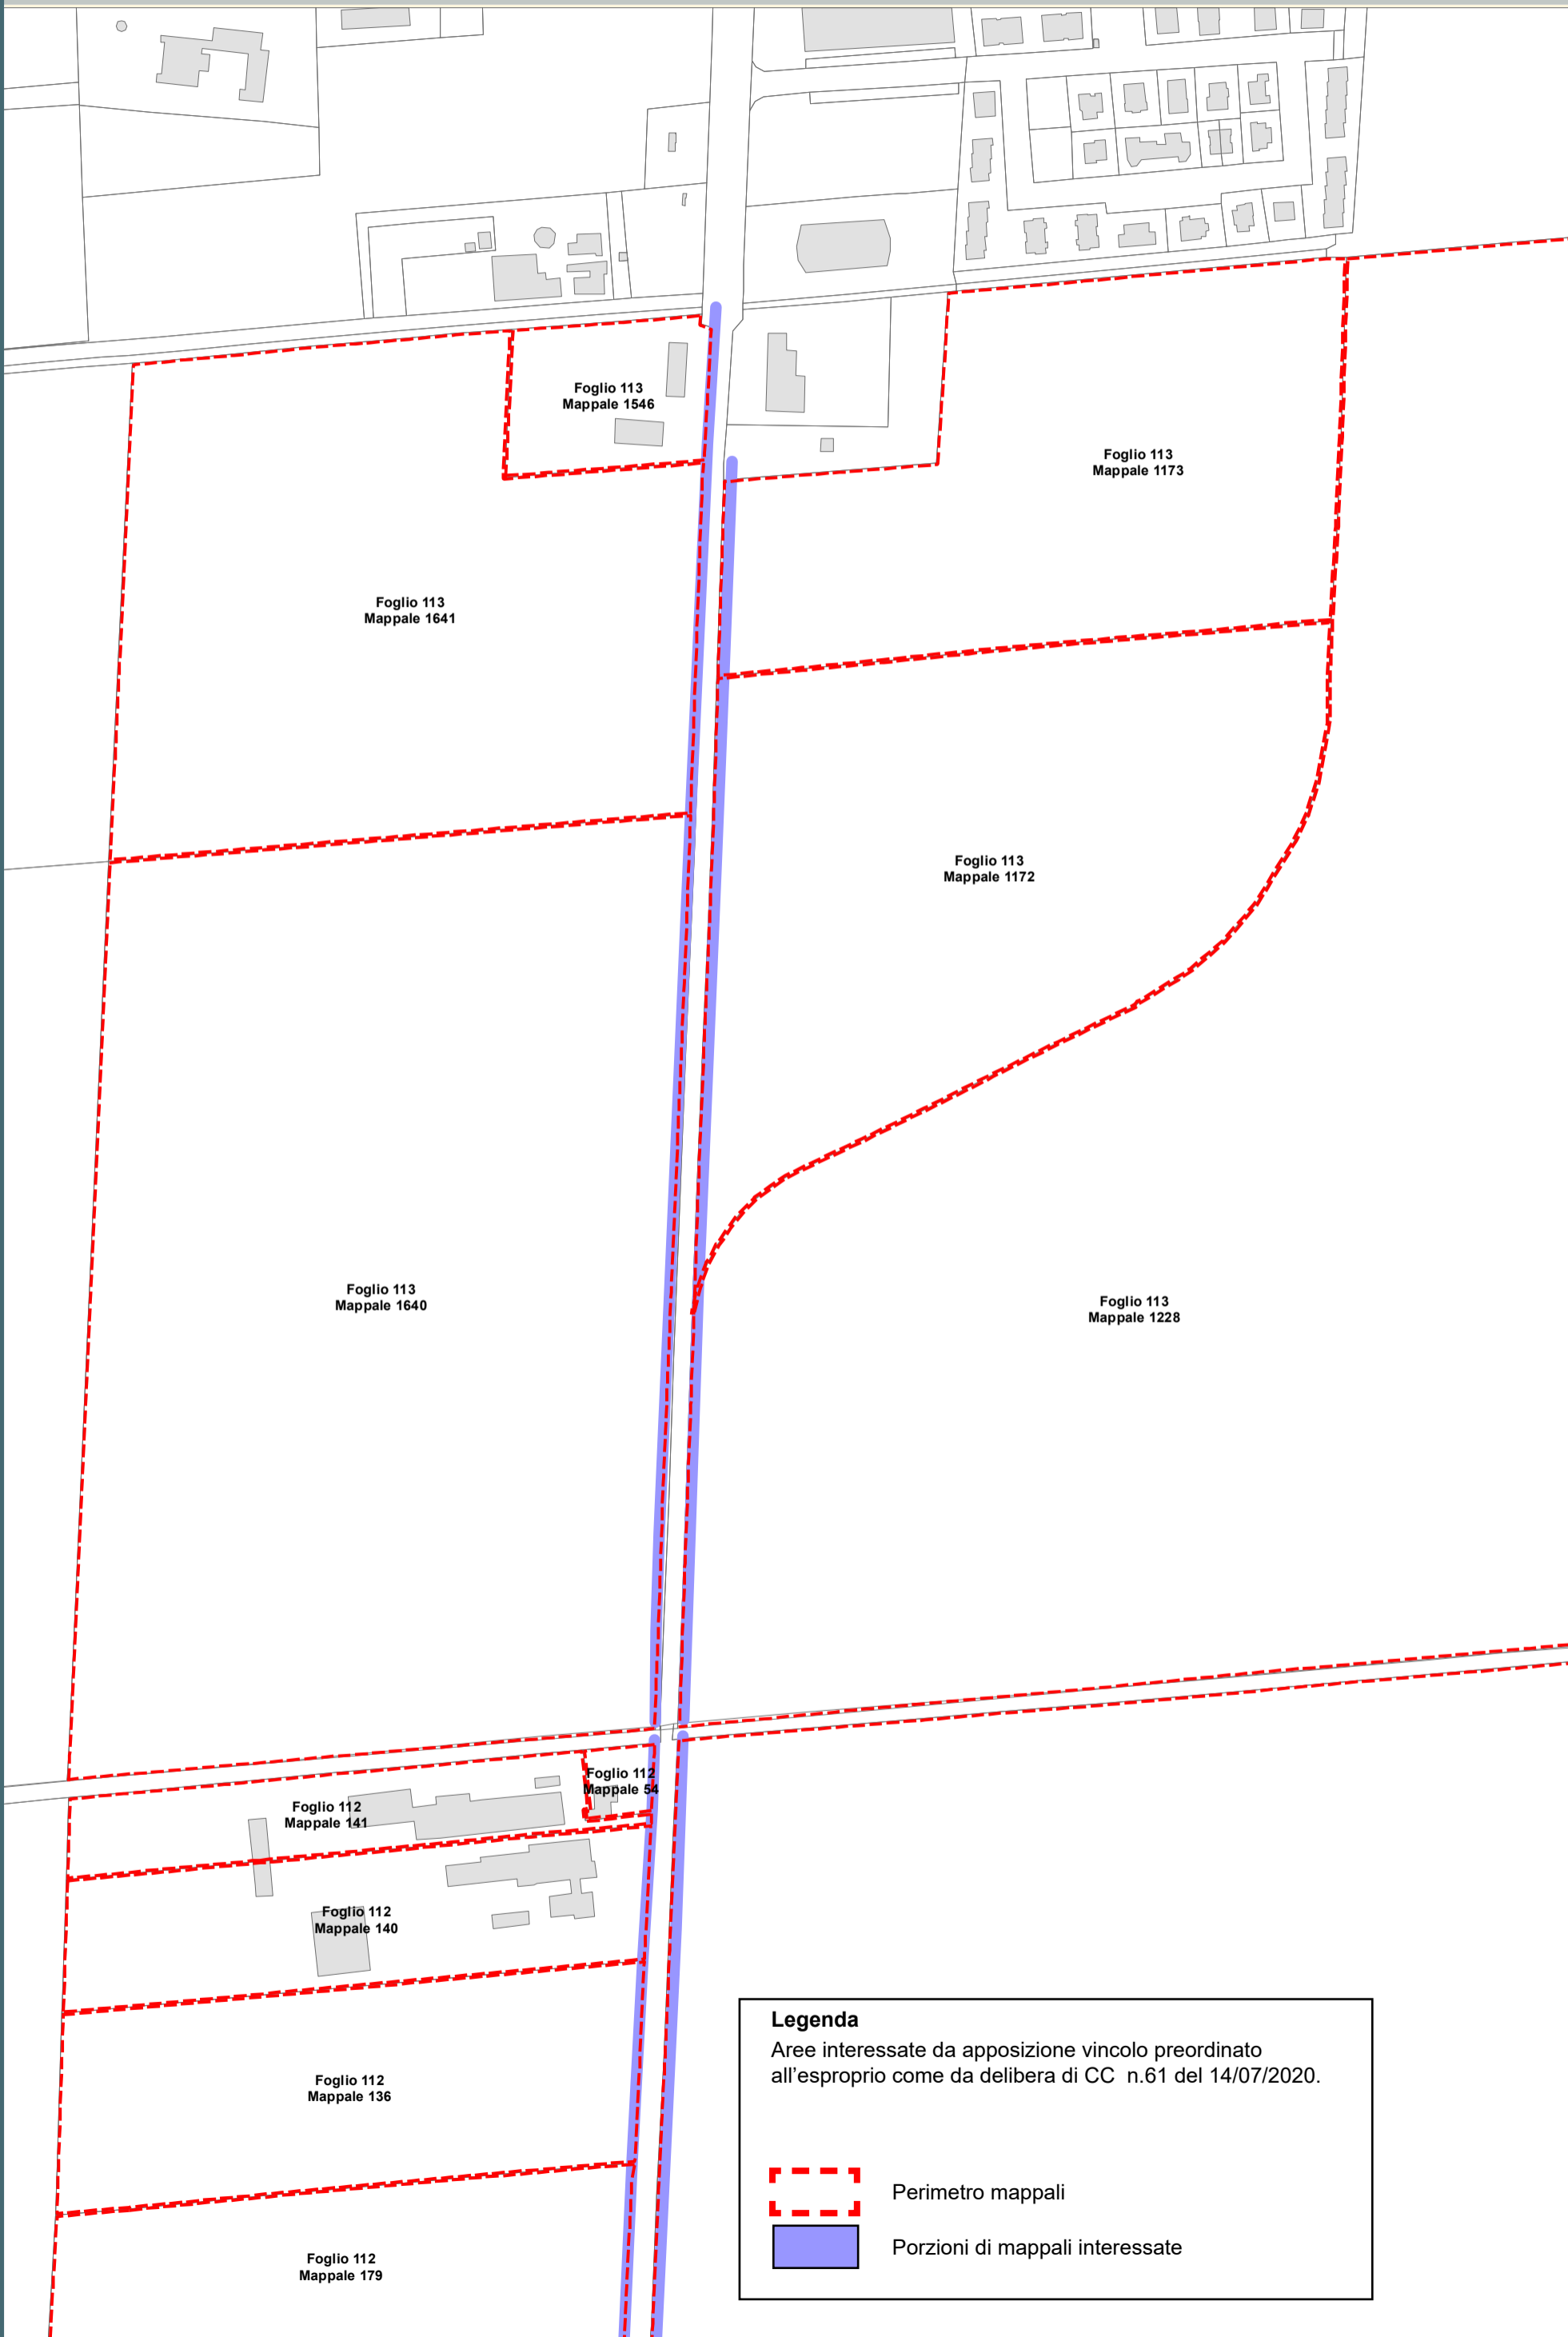 Foglio 113
Mappale 1546
Foglio 113
Mappale 1173
Foglio 113
Mappale 1641
Foglio 113
Mappale 1172
Foglio 113
Mappale 1640
Foglio 113
Mappale 1228
Foglio 112
Mappale 54
Foglio 112
Mappale 141
Foglio 112
Mappale 140
Foglio 112
Mappale 136
Foglio 112
Mappale 179
Legenda
Aree interessate da apposizione vincolo preordinato
all'esproprio come da delibera di CC n.61 del 14/07/2020.
Perimetro mappali
Porzioni di mappali interessate